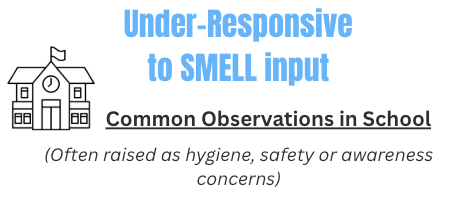 Under-Responsive
to SMELL input
Common Observations in School
(Often raised as hygiene, safety or awareness
concerns)